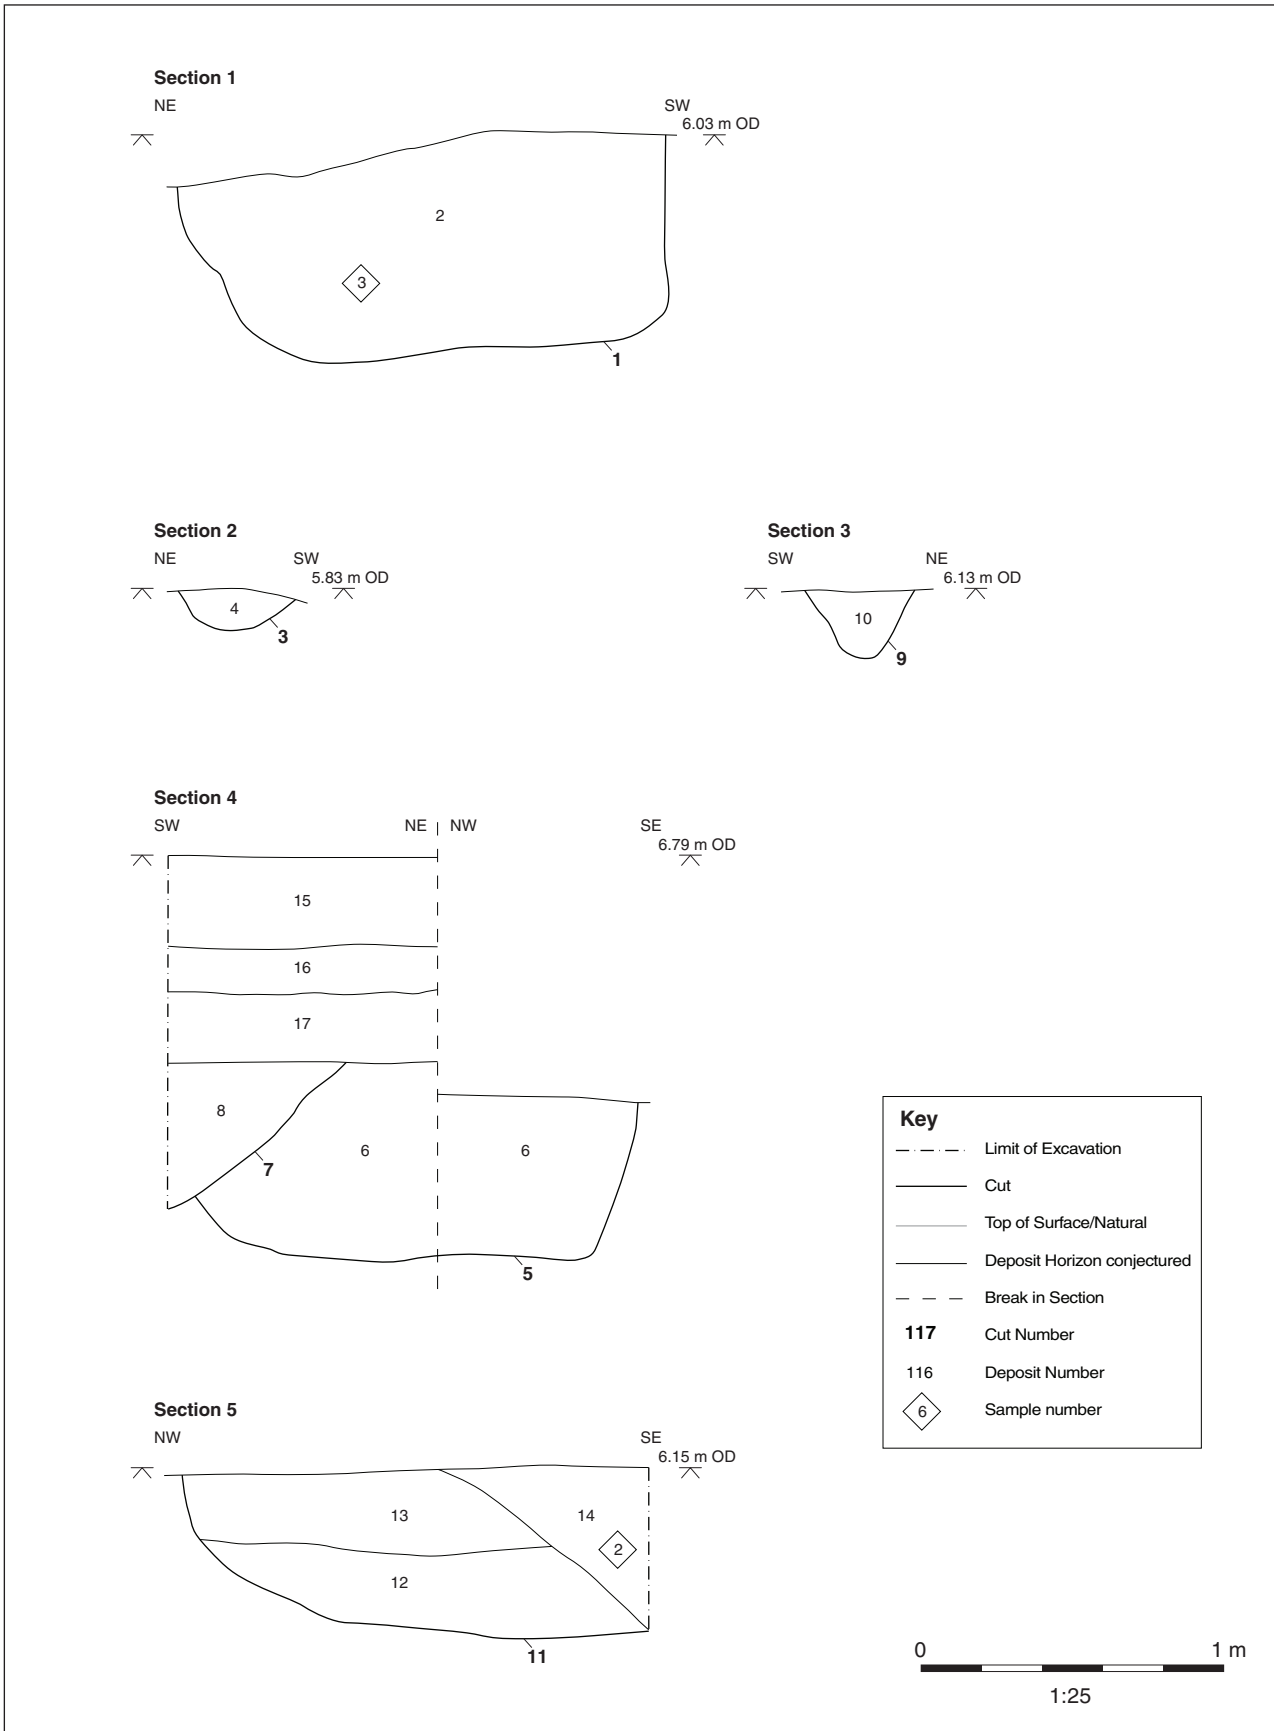 Section 1
NE SW
6.03 m OD
2
3
1
Section 2
NE SW
5.83 m OD
4
3
Section 3
SW NE
6.13 m OD
10
9
Section 4
SW NE NW SE
6.79 m OD
15
16
17
8
6 6
7
5
Key
Limit of Excavation
Cut
Top of Surface/Natural
Deposit Horizon conjectured
Break in Section
117 Cut Number
116 Deposit Number
6 Sample number
Section 5
NW SE
6.15 m OD
13 14
2
12
11
0 1 m
1:25